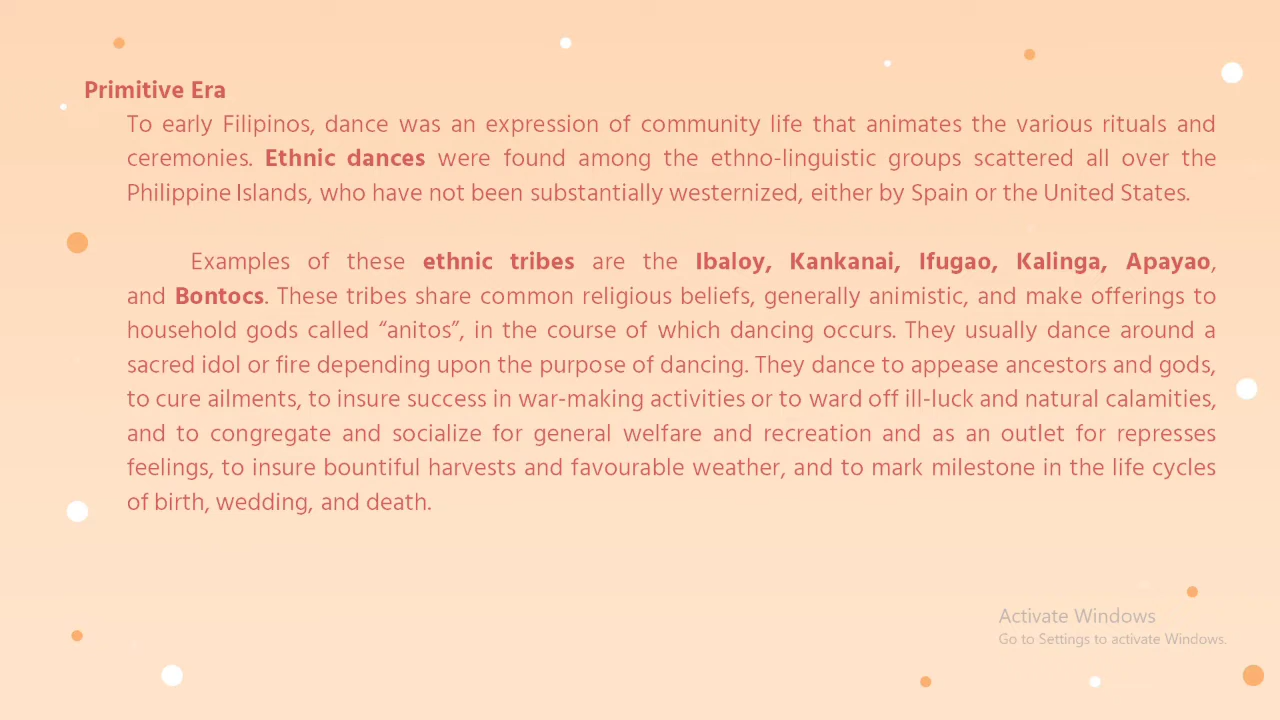 Primitive Era
To early Filipinos, dance was an expression of community life that animates the various rituals and
ceremonies. Ethnic dances were found among the ethno-linguistic groups scattered all over the
Philippine Islands, who have not been substantially westernized, either by Spain or the United States.
Examples of these ethnic tribes are the Ibaloy, Kankanai, Ifugao, Kalinga, Apayao,
and Bontocs. These tribes share common religious beliefs, generally animistic, and make offerings to
household gods called “anitos”, in the course of which dancing occurs. They usually dance around a
sacred idol or fire depending upon the purpose of dancing. They dance to appease ancestors and gods,
to cure ailments, to insure success in war-making activities or to ward off ill-luck and natural calamities,
and to congregate and socialize for general welfare and recreation and as an outlet for represses
feelings, to insure bountiful harvests and favourable weather, and to mark milestone in the life cycles
of birth, wedding, and death.
Activate Windows
Go to Settings to activate Windows.